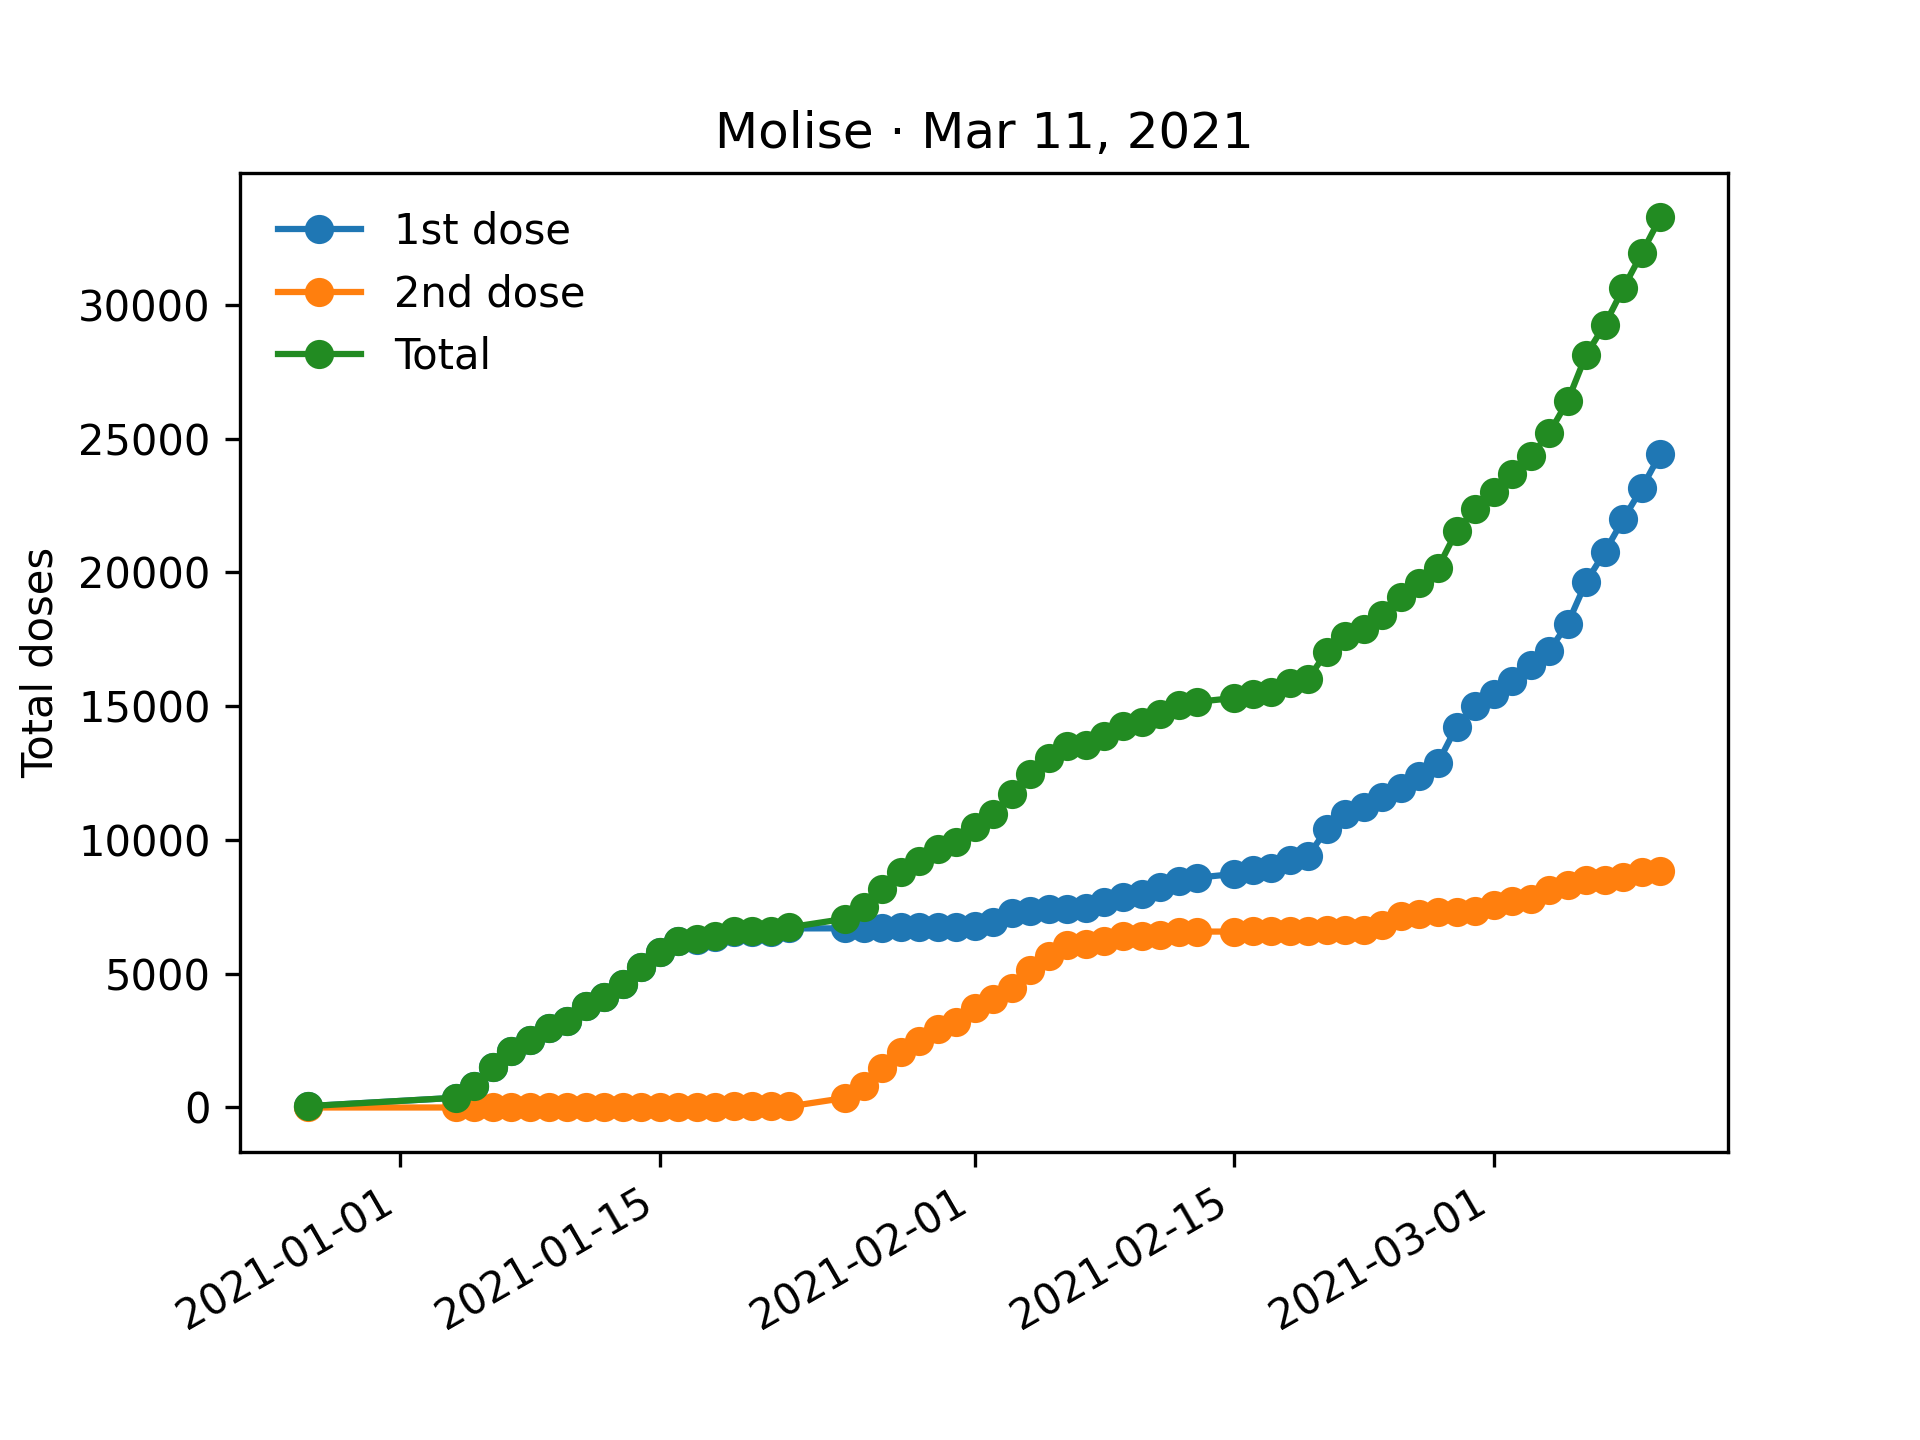 Molise · Mar 11, 2021
1st dose
2nd dose
Total
Total doses
30000
25000
20000
15000
10000
5000
0
2021-01-01
2021-01-15
2021-02-01
2021-02-15
2021-03-01